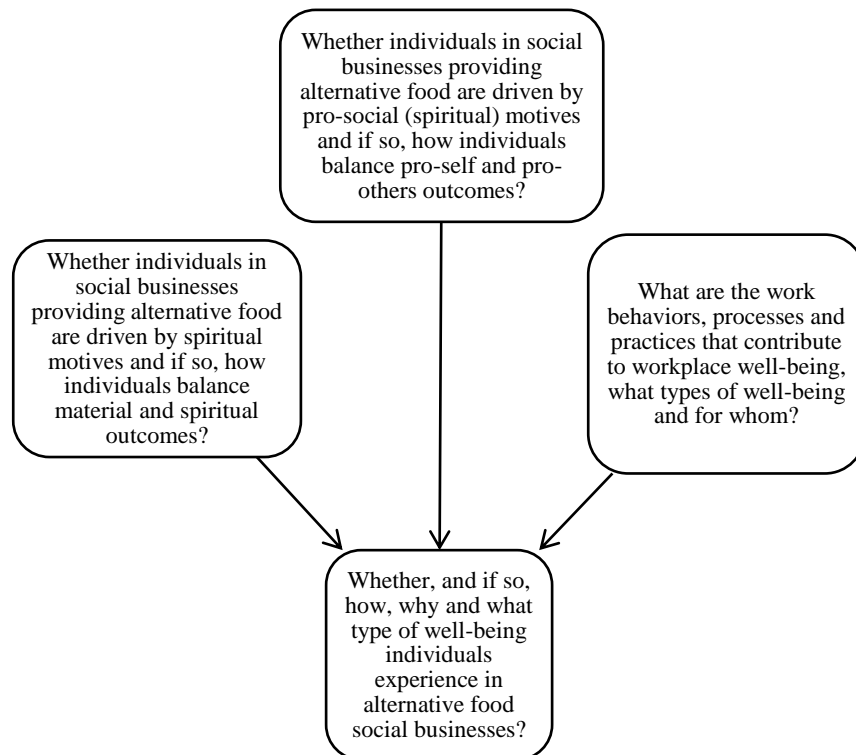 Whether individuals in social
businesses providing
alternative food are driven by
pro-social (spiritual) motives
and if so, how individuals
balance pro-self and pro-
others outcomes?
Whether individuals in
social businesses
providing alternative food
are driven by spiritual
motives and if so, how
individuals balance
material and spiritual
outcomes?
What are the work
behaviors, processes and
practices that contribute
to workplace well-being,
what types of well-being
and for whom?
Whether, and if so,
how, why and what
type of well-being
individuals
experience in
alternative food
social businesses?